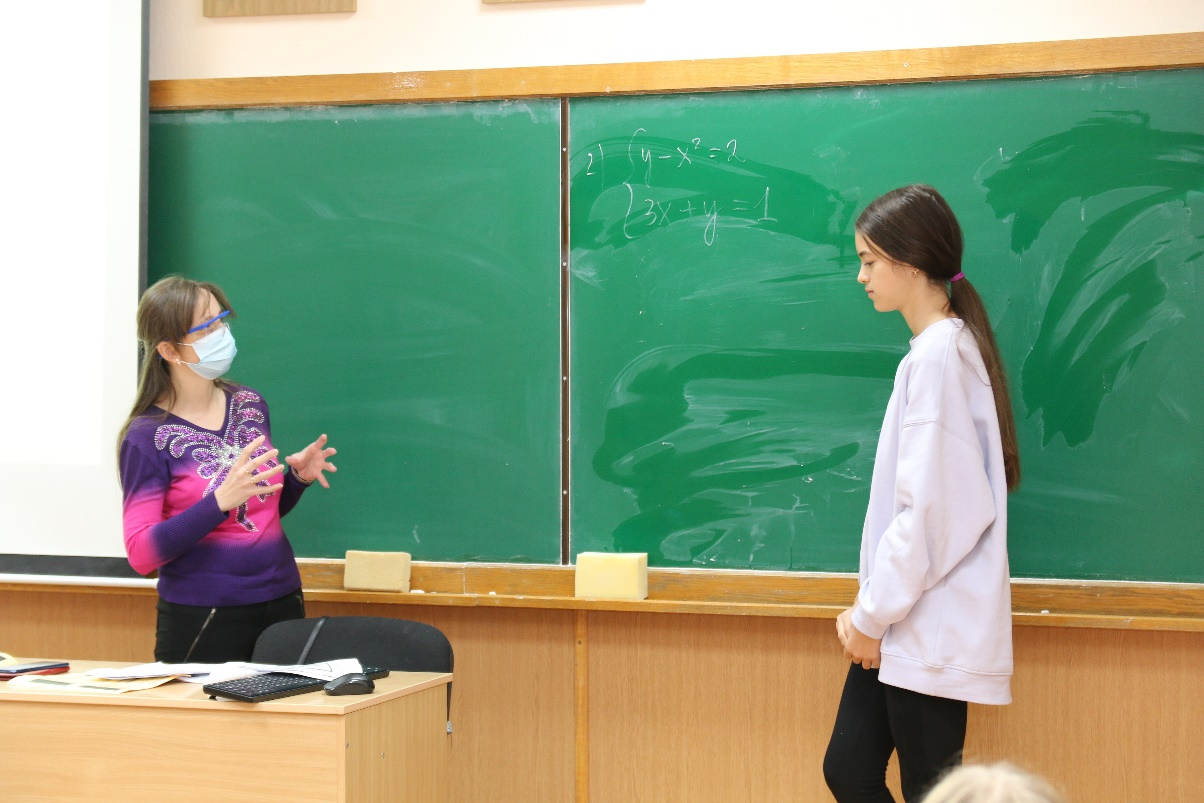 2) { y - x² = 2
3x + y = 1